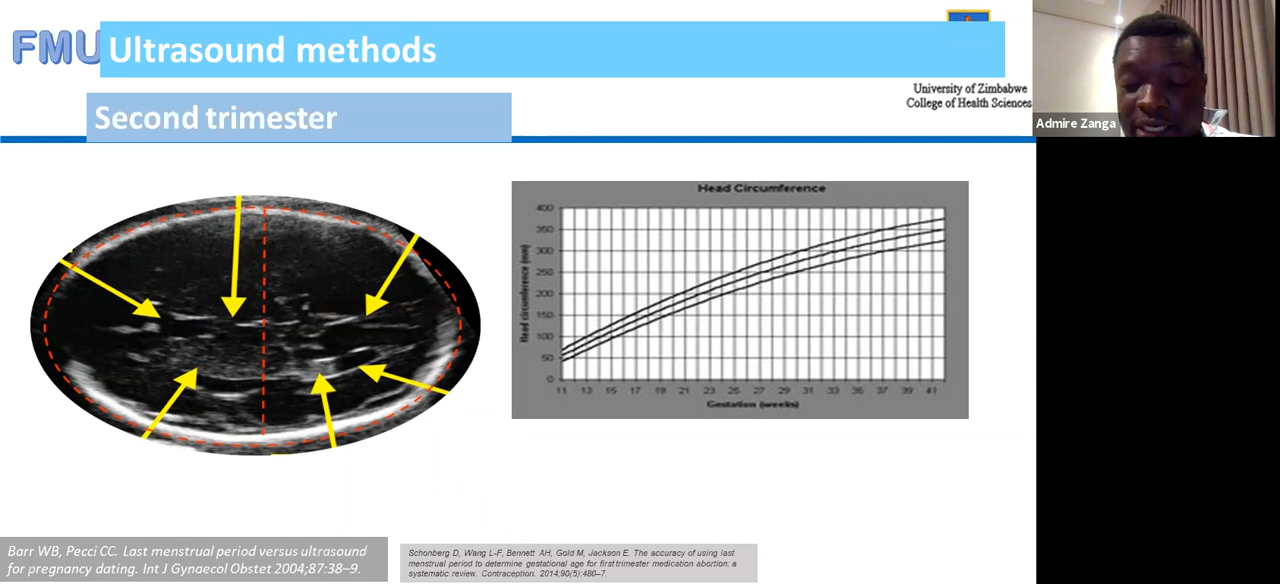 FMU
Ultrasound methods
University of Zimbabwe
College of Health Sciences
Admire Zanga
Second trimester
Head Circumference
Head circumference (mm)
400
350
300
250
200
150
100
50
0
11 13 15 17 19 21 23 25 27 29 31 33 35 37 39 41
Gestation (weeks)
Barr WB, Pecci CC. Last menstrual period versus ultrasound
for pregnancy dating. Int J Gynaecol Obstet 2004;87:38–9.
Schonberg D, Wang L-F, Bennett AH, Gold M, Jackson E. The accuracy of using last
menstrual period to determine gestational age for first trimester medication abortion: a
systematic review. Contraception. 2014;90(5):480–7.